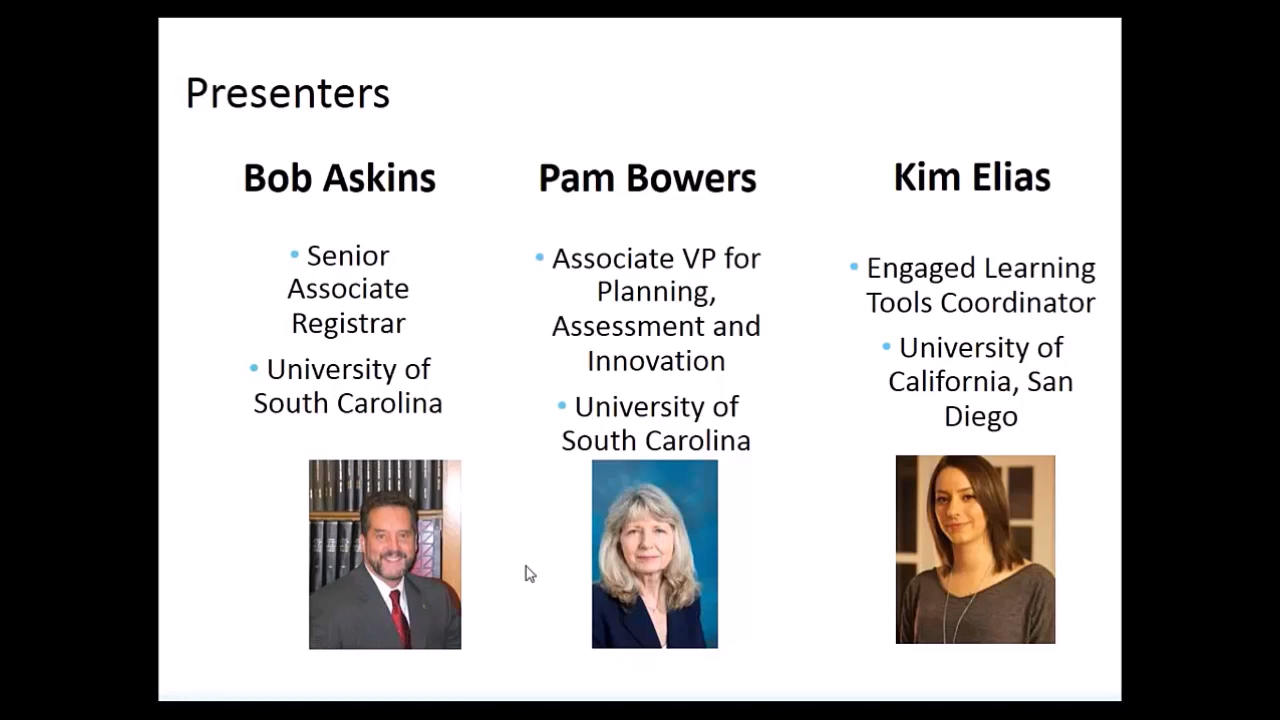 Presenters
Bob Askins
• Senior
Associate
Registrar
• University of
South Carolina
Pam Bowers
• Associate VP for
Planning,
Assessment and
Innovation
• University of
South Carolina
Kim Elias
• Engaged Learning
Tools Coordinator
• University of
California, San
Diego